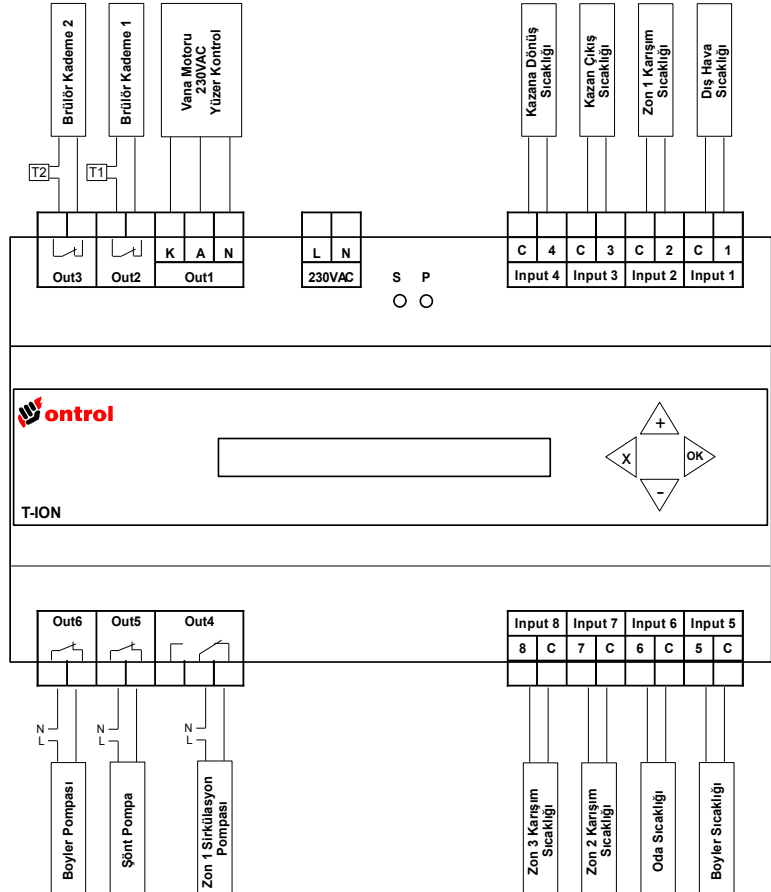 Brülör Kademe 2
Brülör Kademe 1
Vana Motoru
230VAC
Yüzer Kontrol
Kazana Dönüş
Sıcaklığı
Kazan Çıkış
Sıcaklığı
Zon 1 Karışım
Sıcaklığı
Dış Hava
Sıcaklığı
T2
T1
K A N
L N
C 4 C 3 C 2 C 1
Out3 Out2 Out1
230VAC
S P
Input 4 Input 3 Input 2 Input 1
ontrol
+
X
OK
-
T-ION
Out6 Out5 Out4
Input 8 Input 7 Input 6 Input 5
8 C 7 C 6 C 5 C
N
L
N
L
N
L
Boyler Pompası
Şönt Pompa
Zon 1 Sirkülasyon
Pompası
Zon 3 Karışım
Sıcaklığı
Zon 2 Karışım
Sıcaklığı
Oda Sıcaklığı
Boyler Sıcaklığı